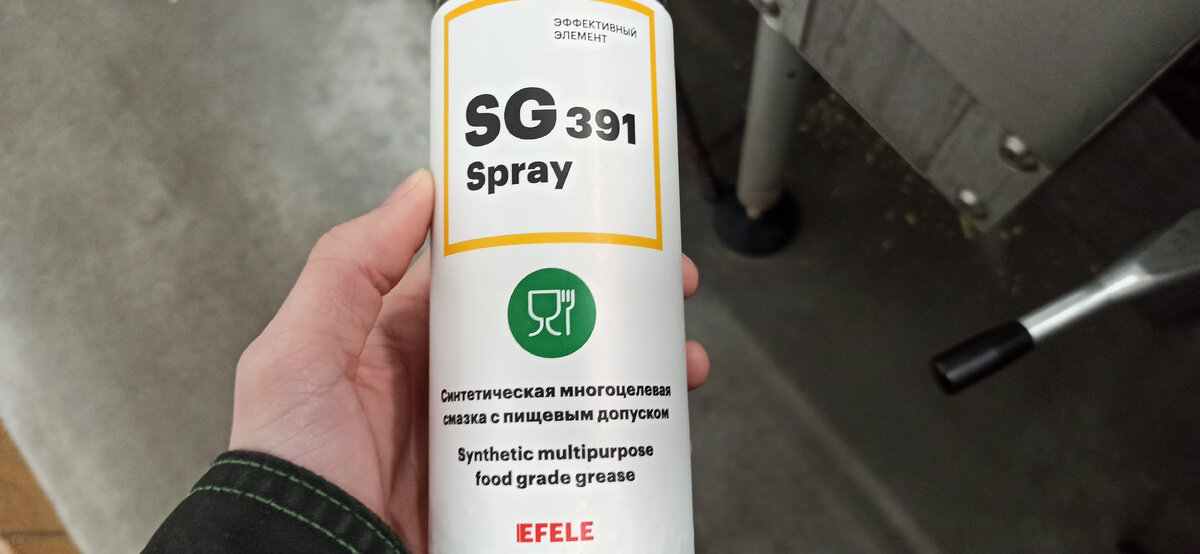 ЭФФЕКТИВНЫЙ
ЭЛЕМЕНТ
SG 391
Spray
Синтетическая многоцелевая
смазка с пищевым допуском
Synthetic multipurpose
food grade grease
EFELE